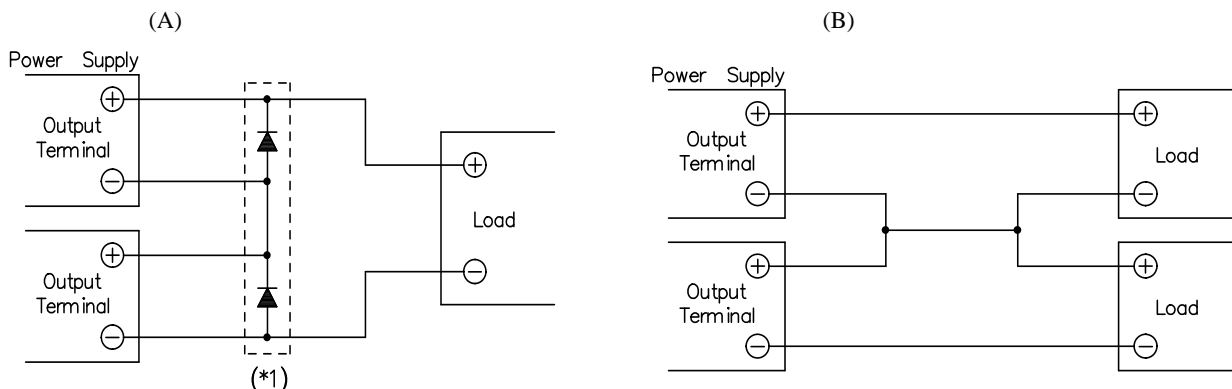 (A)
Power Supply
+
Output
Terminal
−
+
Output
Terminal
−
+
Load
−
(*1)
(B)
Power Supply
+
Output
Terminal
−
+
Output
Terminal
−
+
Load
−
+
Load
−